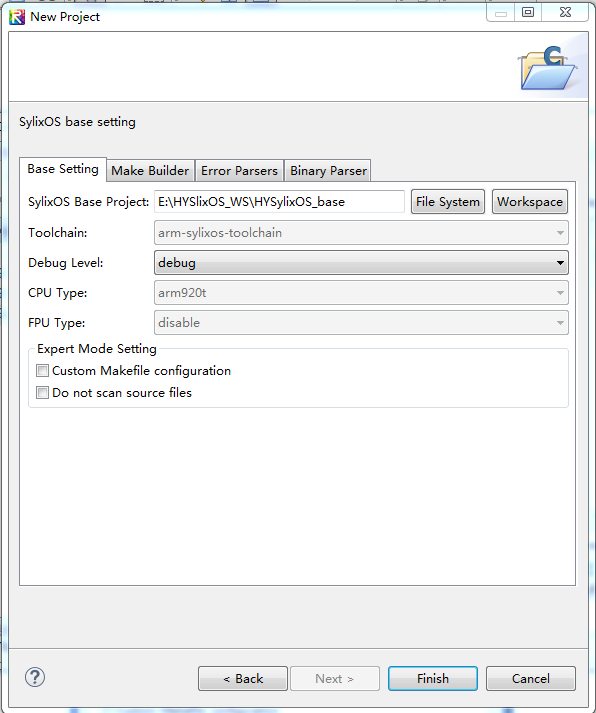 New Project
SylixOS base setting
Base Setting Make Builder Error Parsers Binary Parser
SylixOS Base Project: E:\HYSlixOS_WS\HYSylixOS_base File System Workspace
Toolchain: arm-sylixos-toolchain
Debug Level: debug
CPU Type: arm920t
FPU Type: disable
Expert Mode Setting
Custom Makefile configuration
Do not scan source files
< Back Next > Finish Cancel